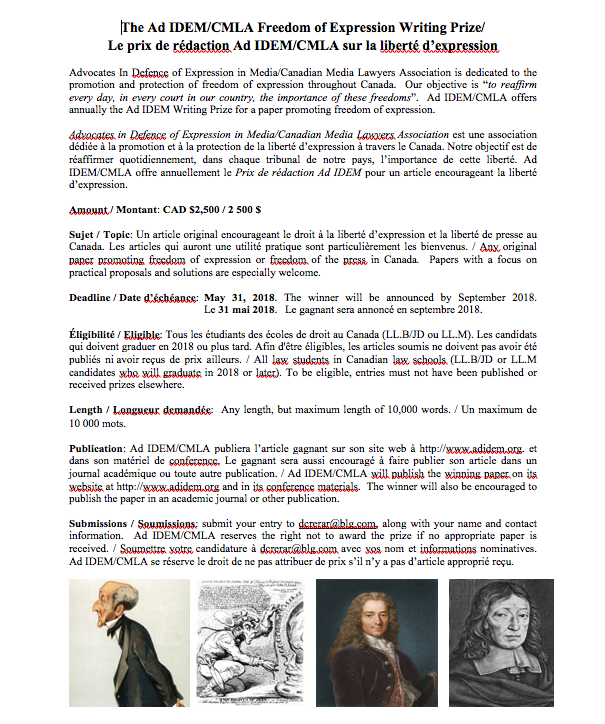 The Ad IDEM/CMLA Freedom of Expression Writing Prize/
Le prix de rédaction Ad IDEM/CMLA sur la liberté d'expression
Advocates In Defence of Expression in Media/Canadian Media Lawyers Association is dedicated to the
promotion and protection of freedom of expression throughout Canada. Our objective is "to reaffirm
every day, in every court in our country, the importance of these freedoms". Ad IDEM/CMLA offers
annually the Ad IDEM Writing Prize for a paper promoting freedom of expression.
Advocates in Defence of Expression in Media/Canadian Media Lawyers Association est une association
dédiée à la promotion et à la protection de la liberté d'expression à travers le Canada. Notre objectif est de
réaffirmer quotidiennement, dans chaque tribunal de notre pays, l'importance de cette liberté. Ad
IDEM/CMLA offre annuellement le Prix de rédaction Ad IDEM pour un article encourageant la liberté
d'expression.
Amount / Montant: CAD $2,500 / 2 500 $
Sujet / Topic: Un article original encourageant le droit à la liberté d'expression et la liberté de presse au
Canada. Les articles qui auront une utilité pratique sont particulièrement les bienvenus. / Any original
paper promoting freedom of expression or freedom of the press in Canada. Papers with a focus on
practical proposals and solutions are especially welcome.
Deadline / Date d'échéance: May 31, 2018. The winner will be announced by September 2018.
Le 31 mai 2018. Le gagnant sera annoncé en septembre 2018.
Éligibilité / Eligible: Tous les étudiants des écoles de droit au Canada (LL.B/JD ou LL.M). Les candidats
qui doivent graduer en 2018 ou plus tard. Afin d'être éligibles, les articles soumis ne doivent pas avoir été
publiés ni avoir reçus de prix ailleurs. / All law students in Canadian law schools (LL.B/JD or LL.M
candidates who will graduate in 2018 or later). To be eligible, entries must not have been published or
received prizes elsewhere.
Length / Longueur demandée: Any length, but maximum length of 10,000 words. / Un maximum de
10 000 mots.
Publication: Ad IDEM/CMLA publiera l'article gagnant sur son site web à http://www.adidem.org. et
dans son matériel de conference. Le gagnant sera aussi encouragé à faire publier son article dans un
journal académique ou toute autre publication. / Ad IDEM/CMLA will publish the winning paper on its
website at http://www.adidem.org and in its conference materials. The winner will also be encouraged to
publish the paper in an academic journal or other publication.
Submissions / Soumissions: submit your entry to dcrerar@blg.com, along with your name and contact
information. Ad IDEM/CMLA reserves the right not to award the prize if no appropriate paper is
received. / Soumettre votre candidature à dcrerar@blg.com avec vos nom et informations nominatives.
Ad IDEM/CMLA se réserve le droit de ne pas attribuer de prix s'il n'y a pas d'article approprié reçu.